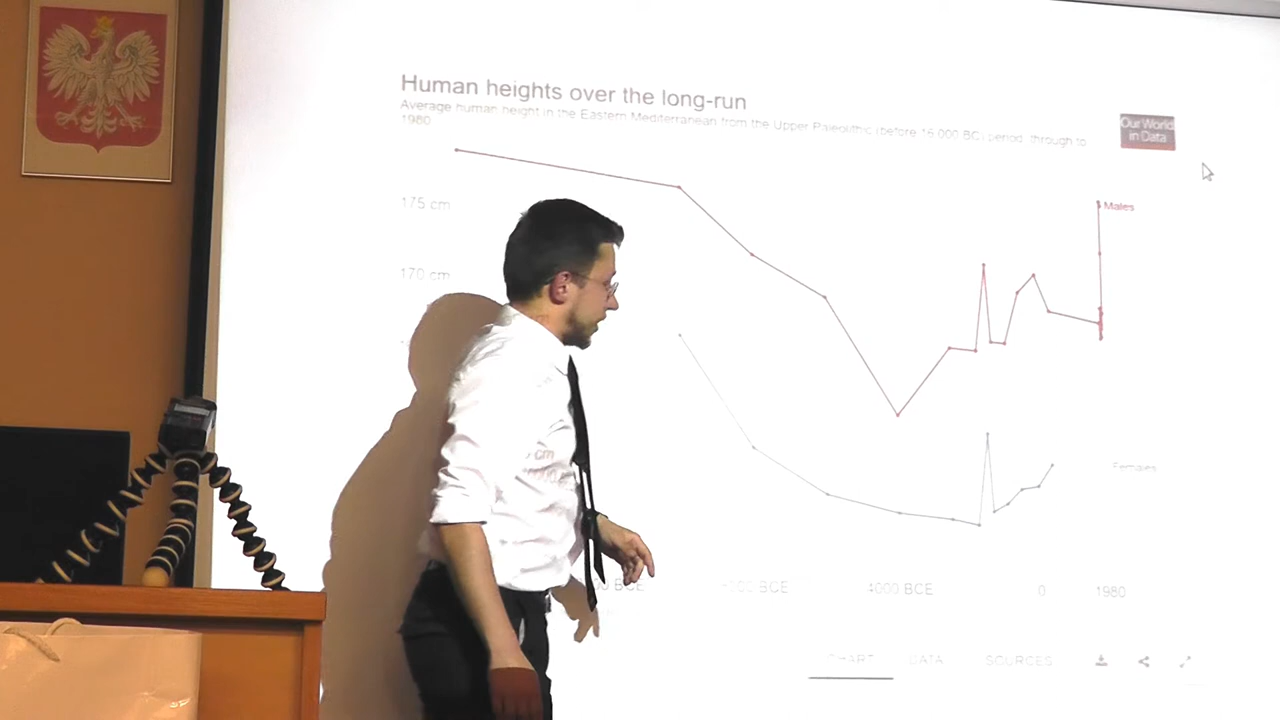 Human heights over the long-run
Average human height in the Eastern Mediterranean from the Upper Paleolithic (before 16,000 BC) period, through to
1980
Our World
in Data
175 cm
Males
170 cm
cm
Females
BCE
BCE
4000 BCE
0
1980
CHART
DATA
SOURCES